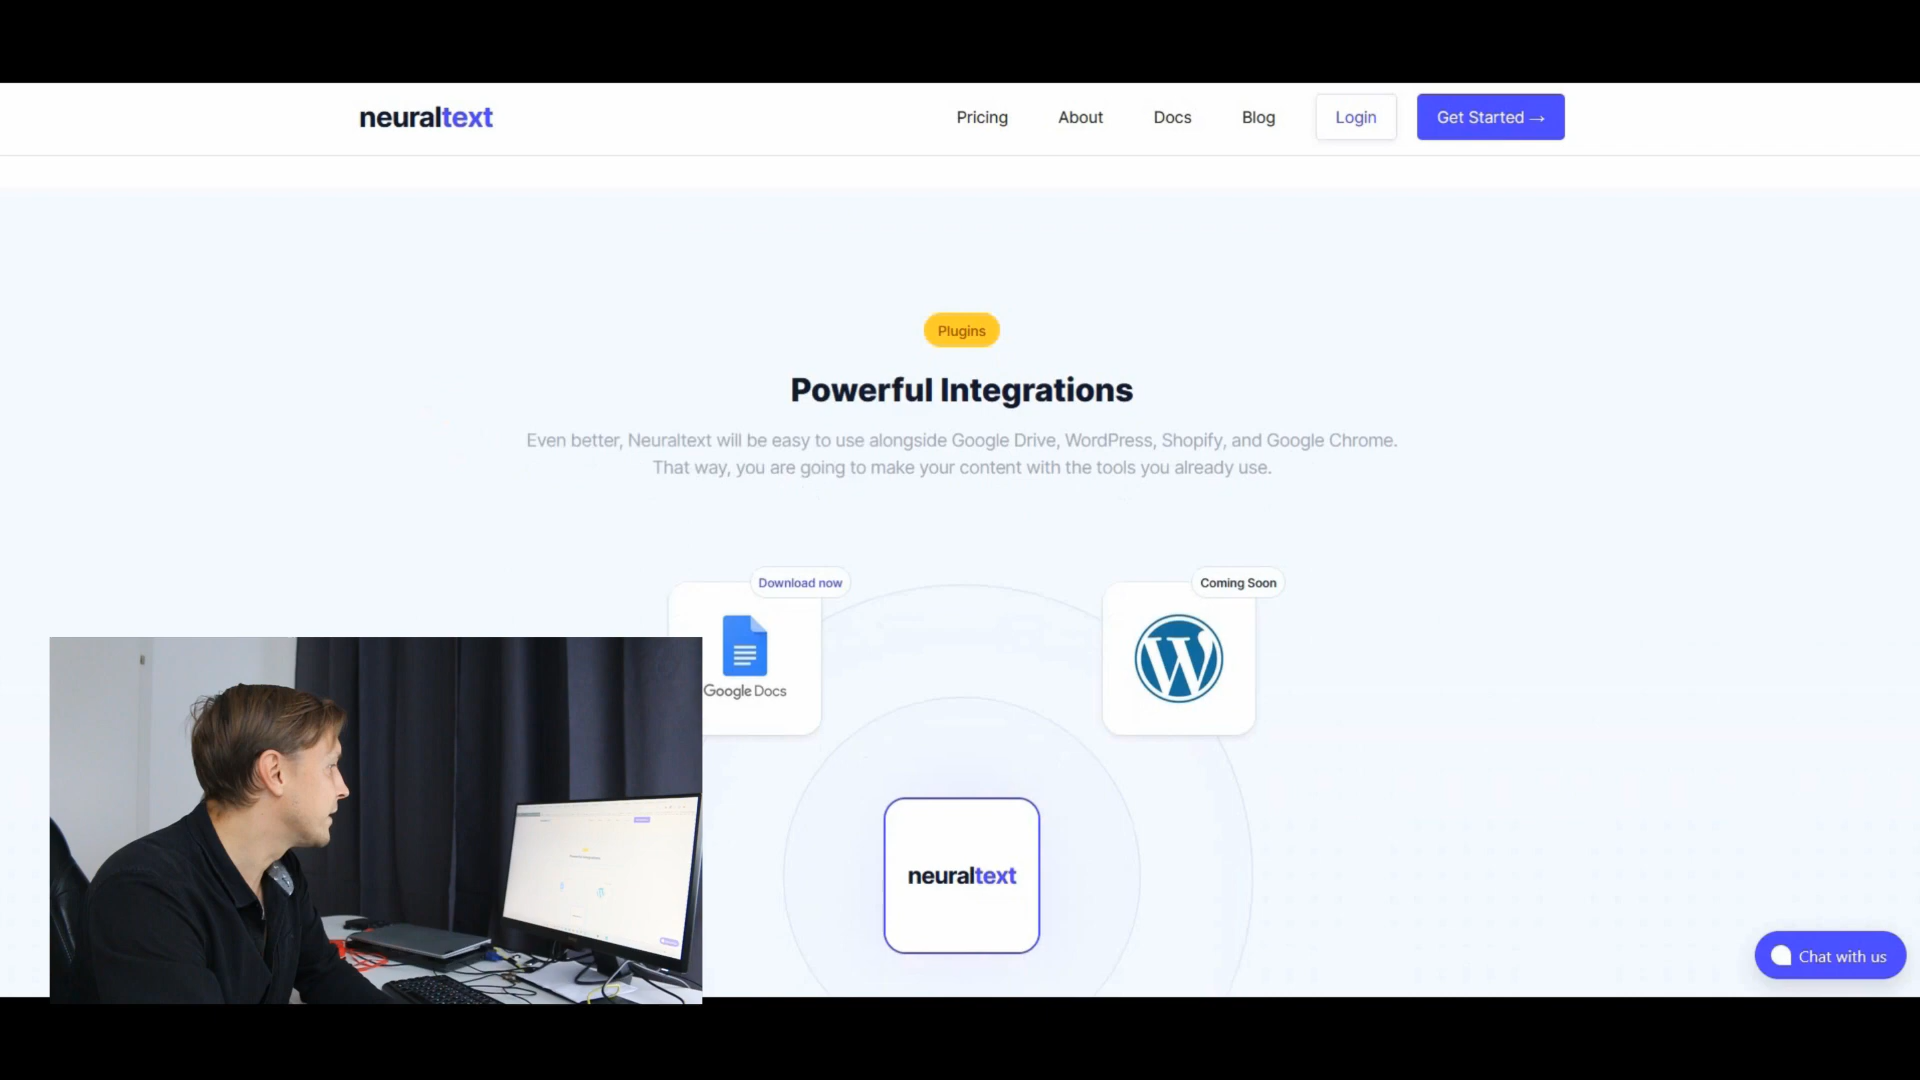 neuraltext
Pricing
About
Docs
Blog
Login
Get Started →
Plugins
Powerful Integrations
Even better, Neuraltext will be easy to use alongside Google Drive, WordPress, Shopify, and Google Chrome.
That way, you are going to make your content with the tools you already use.
Download now
Coming Soon
Google Docs
neuraltext
Chat with us